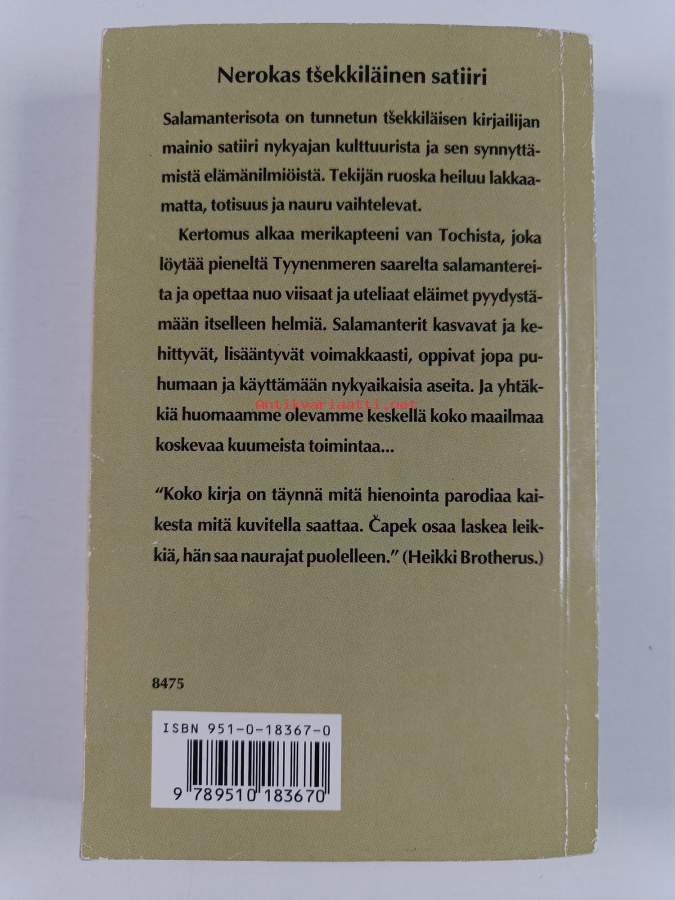 Nerokas tšekkiläinen satiiri
Salamanterisota on tunnetun tšekkiläisen kirjailijan
mainio satiiri nykyajan kulttuurista ja sen synnyttä-
mistä elämänilmiöistä. Tekijän ruoska heiluu lakkaa-
matta, totisuus ja nauru vaihtelevat.
Kertomus alkaa merikapteeni van Tochista, joka
löytää pieneltä Tyynenmeren saarelta salamanterei-
ta ja opettaa nuo viisaat ja uteliaat eläimet pyydystä-
mään itselleen helmiä. Salamanterit kasvavat ja ke-
hittyvät, lisääntyvät voimakkaasti, oppivat jopa pu-
humaan ja käyttämään nykyaikaisia aseita. Ja yhtäk-
Antikvariaatti.net
kiä huomaamme olevamme keskellä koko maailmaa
koskevaa kuumeista toimintaa...
“Koko kirja on täynnä mitä hienointa parodiaa kai-
kesta mitä kuvitella saattaa. Čapek osaa laskea leik-
kiä, hän saa naurajat puolelleen.” (Heikki Brotherus.)
8475
ISBN 951-0-18367-0
9 789510 183670